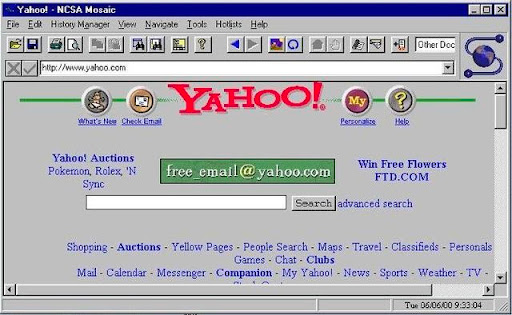 Yahoo! - NCSA Mosaic
File Edit History Manager View Navigate Tools Hotlists Help
Other Doc
http://www.yahoo.com
YAHOO!
My
?
What's New Check Email Personalize Help
Yahoo! Auctions
Pokemon, Rolex, 'N
Sync
free_email@yahoo.com
Win Free Flowers
FTD.COM
Search advanced search
Shopping - Auctions - Yellow Pages - People Search - Maps - Travel - Classifieds - Personals
Games - Chat - Clubs
Mail - Calendar - Messenger - Companion - My Yahoo! - News - Sports - Weather - TV -
Tue 06/06/00 9:33:04